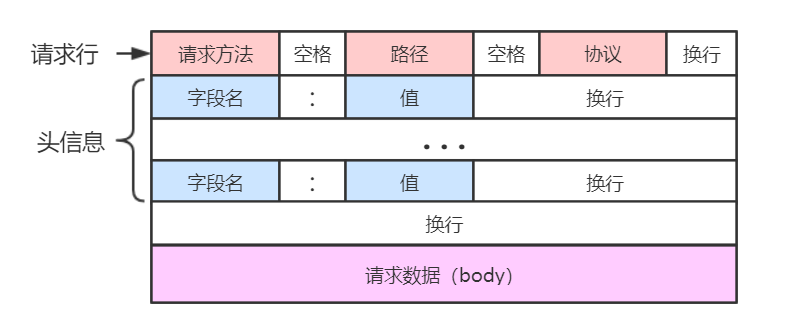 请求行 请求方法 空格 路径 空格 协议 换行
字段名 : 值 换行
头信息 ...
字段名 : 值 换行
换行
请求数据（body）